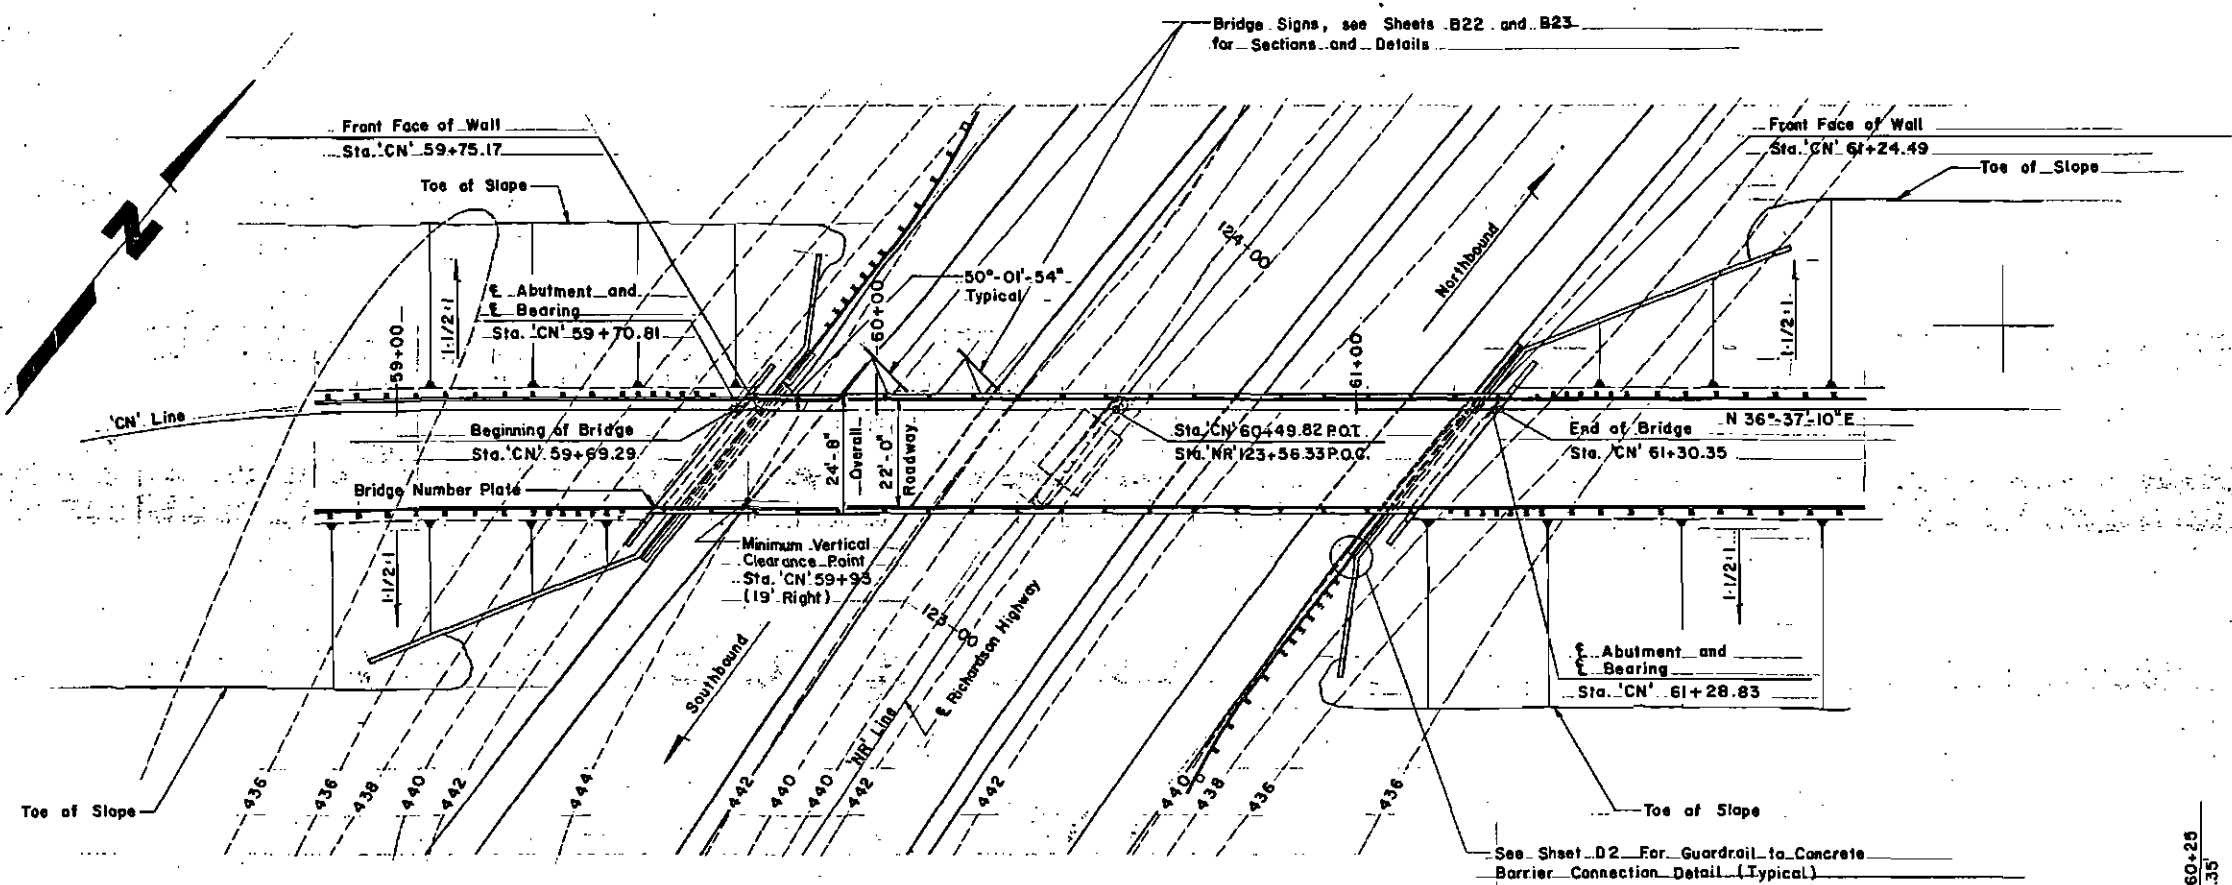 Bridge Signs, see Sheets B22 and B23
for Sections and Details
Front Face of Wall
Sta. 'CN' 59+75.17
Toe of Slope
Front Face of Wall
Sta. 'CN' 61+24.49
Toe of Slope
N
124+00
Northbound
50°-01'-54"
Typical
60+00
℄ Abutment and
℄ Bearing
Sta. 'CN' 59+70.81
1-1/2:1
59+00
1-1/2:1
61+00
'CN' Line
Beginning of Bridge
Sta. 'CN' 59+69.29
24'-8"
Overall
22'-0"
Roadway
Sta. 'CN' 60+49.82 P.O.T.
Sta. 'NR' 123+56.33 P.O.C.
End of Bridge
Sta. 'CN' 61+30.35
N 36°-37'-10" E
Bridge Number Plate
Minimum Vertical
Clearance Point
Sta. 'CN' 59+93
(19' Right)
1-1/2:1
1-1/2:1
123+00
℄ Richardson Highway
Southbound
'NR' Line
℄ Abutment and
℄ Bearing
Sta. 'CN' 61+28.83
436
436
438
440
442
444
442
440
440
442
442
440
438
436
436
Toe of Slope
Toe of Slope
See Sheet D2 For Guardrail to Concrete
Barrier Connection Detail (Typical)
60+25